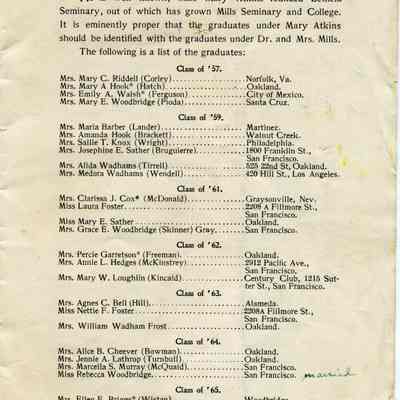 Seminary, out of which has grown Mills Seminary and College.
It is eminently proper that the graduates under Mary Atkins
should be identified with the graduates under Dr. and Mrs. Mills.
The following is a list of the graduates:
Class of '57.
Mrs. Mary C. Riddell (Corley) Norfolk, Va.
Mrs. Mary A Hook* (Hatch) Oakland.
Mrs. Emily A. Walsh* (Ferguson) City of Mexico.
Mrs. Mary E. Woodbridge (Pioda) Santa Cruz.
Class of '59.
Mrs. Maria Barber (Lander) Martinez.
Mrs. Amanda Hook (Brackett) Walnut Creek.
Mrs. Sallie T. Knox (Wright) Philadelphia.
Mrs. Josephine E. Sather (Bruguierre) 1800 Franklin St.,
San Francisco.
Mrs. Alida Wadhams (Tirrell) 525 22nd St, Oakland.
Mrs. Medora Wadhams (Wendell) 420 Hill St., Los Angeles.
Class of '61.
Mrs. Clarissa J. Cox* (McDonald) Graysonville, Nev.
Miss Laura Foster 2208 A Fillmore St.,
San Francisco.
Miss Mary E. Sather Oakland.
Mrs. Grace E. Woodbridge (Skinner) Gray San Francisco.
Class of '62.
Mrs. Percie Garretson* (Freeman) Oakland.
Mrs. Annie L. Hedges (McKinstrey) 2912 Pacific Ave.,
San Francisco.
Mrs. Mary W. Loughlin (Kincaid) Century Club, 1215 Sut-
ter St., San Francisco.
Class of '63.
Mrs. Agnes C. Bell (Hill) Alameda.
Miss Nettie F. Foster 2208A Fillmore St.,
San Francisco.
Mrs. William Wadham Frost Oakland.
Class of '64.
Mrs. Alice B. Cheever (Bowman) Oakland.
Mrs. Jennie A. Lathrop (Turnbull) Oakland.
Mrs. Marcella S. Murray (McQuaid) San Francisco.
Miss Rebecca Woodbridge San Francisco. married
Class of '65.